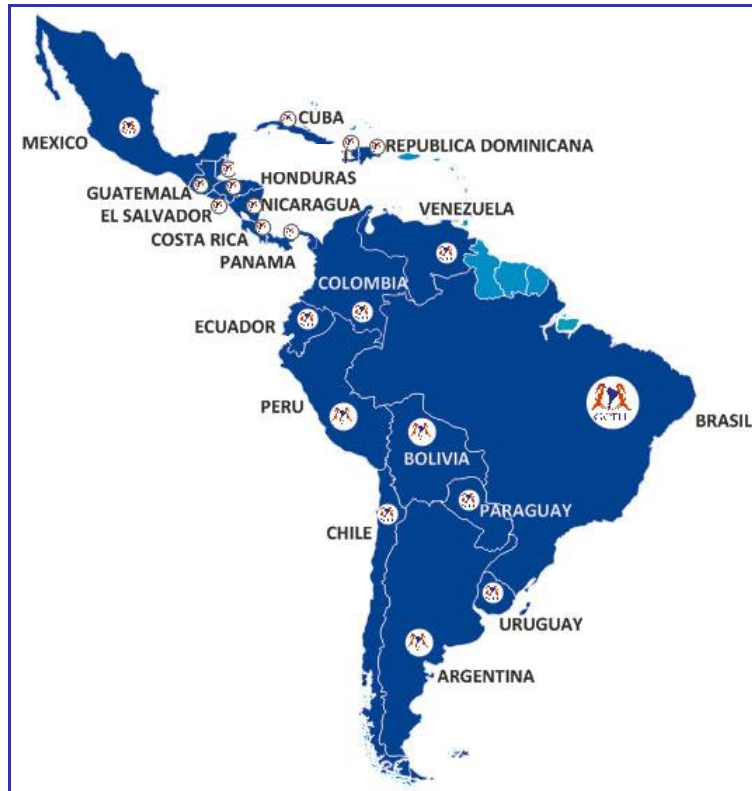 CUBA
MEXICO
REPUBLICA DOMINICANA
HONDURAS
GUATEMALA
NICARAGUA
EL SALVADOR
VENEZUELA
COSTA RICA
PANAMA
COLOMBIA
ECUADOR
PERU
BRASIL
BOLIVIA
PARAGUAY
CHILE
URUGUAY
ARGENTINA